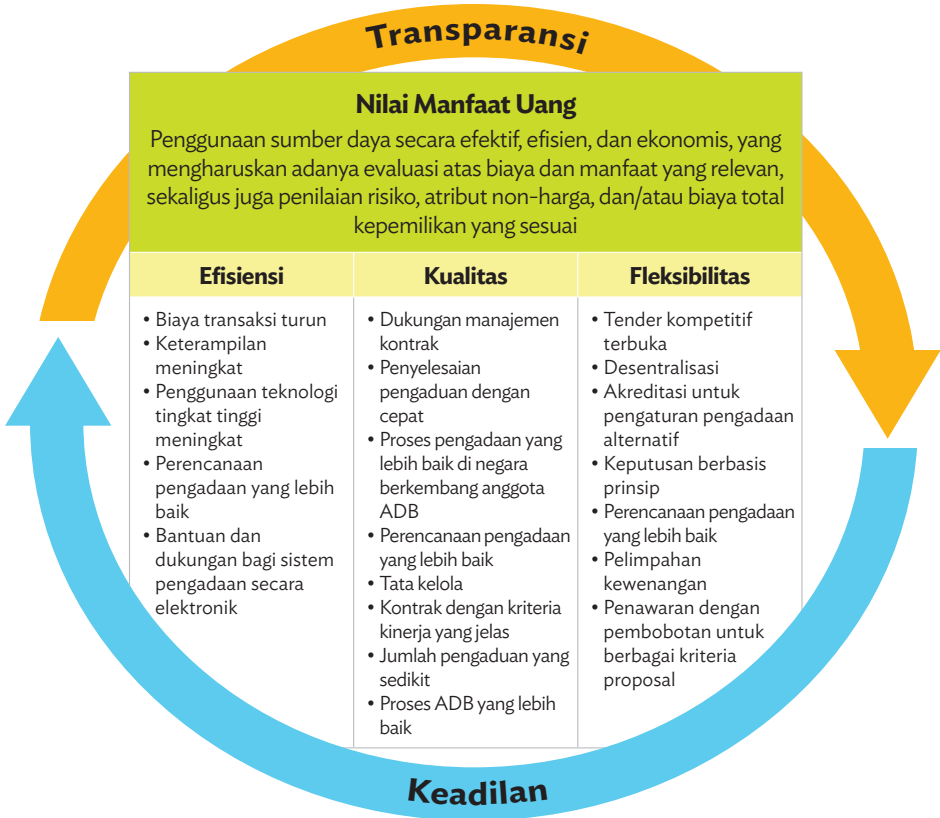 Transparansi
Nilai Manfaat Uang
Penggunaan sumber daya secara efektif, efisien, dan ekonomis, yang
mengharuskan adanya evaluasi atas biaya dan manfaat yang relevan,
sekaligus juga penilaian risiko, atribut non-harga, dan/atau biaya total
kepemilikan yang sesuai
Efisiensi
• Biaya transaksi turun
• Keterampilan
meningkat
• Penggunaan teknologi
tingkat tinggi
meningkat
• Perencanaan
pengadaan yang lebih
baik
• Bantuan dan
dukungan bagi sistem
pengadaan secara
elektronik
Kualitas
• Dukungan manajemen
kontrak
• Penyelesaian
pengaduan dengan
cepat
• Proses pengadaan yang
lebih baik di negara
berkembang anggota
ADB
• Perencanaan pengadaan
yang lebih baik
• Tata kelola
• Kontrak dengan kriteria
kinerja yang jelas
• Jumlah pengaduan yang
sedikit
• Proses ADB yang lebih
baik
Fleksibilitas
• Tender kompetitif
terbuka
• Desentralisasi
• Akreditasi untuk
pengaturan pengadaan
alternatif
• Keputusan berbasis
prinsip
• Perencanaan pengadaan
yang lebih baik
• Pelimpahan
kewenangan
• Penawaran dengan
pembobotan untuk
berbagai kriteria
proposal
Keadilan